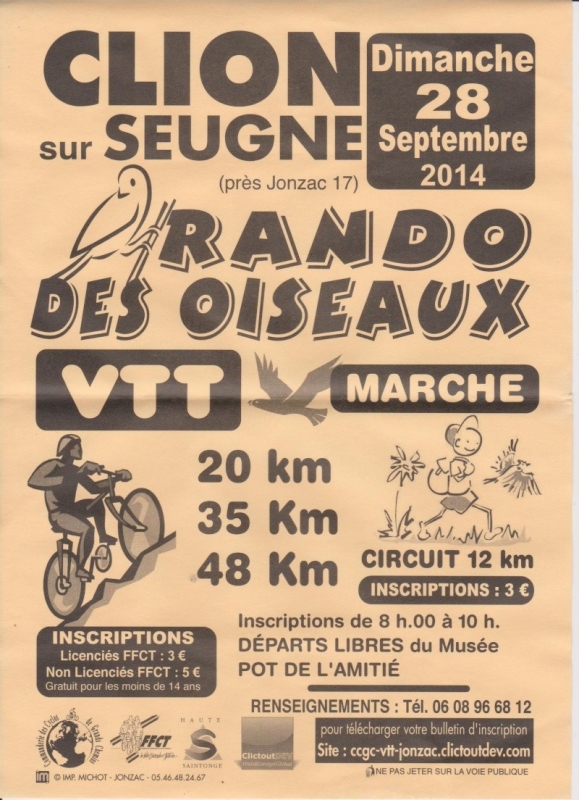 CLION
sur SEUGNE
(près Jonzac 17)
Dimanche
28
Septembre
2014
RANDO
DES OISEAUX
VTT
MARCHE
20 km
35 Km
48 Km
CIRCUIT 12 km
INSCRIPTIONS : 3 €
INSCRIPTIONS
Licenciés FFCT : 3 €
Non Licenciés FFCT : 5 €
Gratuit pour les moins de 14 ans
Inscriptions de 8 h.00 à 10 h.
DÉPARTS LIBRES du Musée
POT DE L'AMITIÉ
RENSEIGNEMENTS : Tél. 06 08 96 68 12
pour télécharger votre bulletin d'inscription
Site : ccgc-vtt-jonzac.clictoutdev.com
FFCT
HAUTE
SAINTONGE
ClictoutDEV
im © IMP. MICHOT - JONZAC - 05.46.48.24.67
NE PAS JETER SUR LA VOIE PUBLIQUE